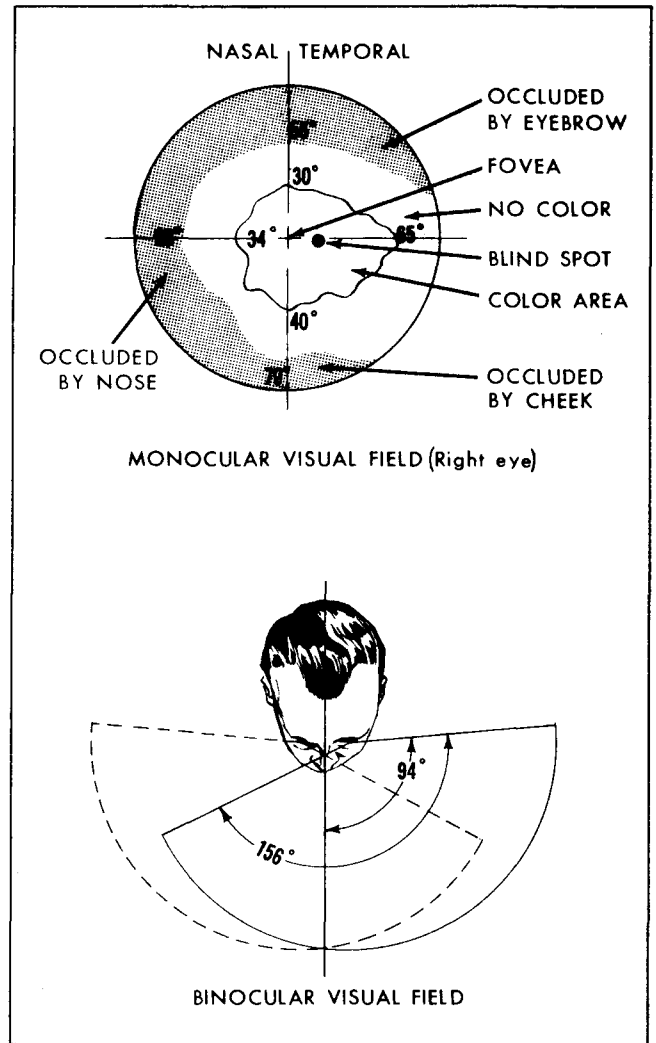 NASAL TEMPORAL
OCCLUDED
BY EYEBROW
FOVEA
30°
NO COLOR
34°
65°
BLIND SPOT
COLOR AREA
40°
OCCLUDED
BY NOSE
70°
OCCLUDED
BY CHEEK
MONOCULAR VISUAL FIELD (Right eye)
94°
156°
BINOCULAR VISUAL FIELD